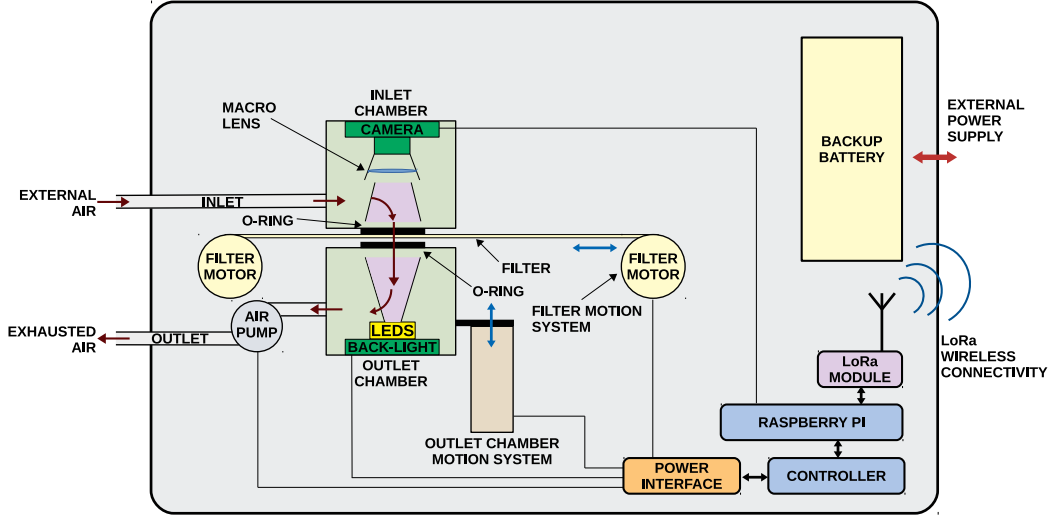 INLET
CHAMBER
CAMERA
MACRO
LENS
EXTERNAL
POWER
SUPPLY
BACKUP
BATTERY
EXTERNAL
AIR
INLET
O-RING
FILTER
MOTOR
FILTER
MOTOR
FILTER
O-RING
FILTER MOTION
SYSTEM
AIR
PUMP
EXHAUSTED
AIR
OUTLET
LEDS
BACK-LIGHT
OUTLET
CHAMBER
LoRa
WIRELESS
CONNECTIVITY
LoRa
MODULE
RASPBERRY PI
OUTLET CHAMBER
MOTION SYSTEM
POWER
INTERFACE
CONTROLLER